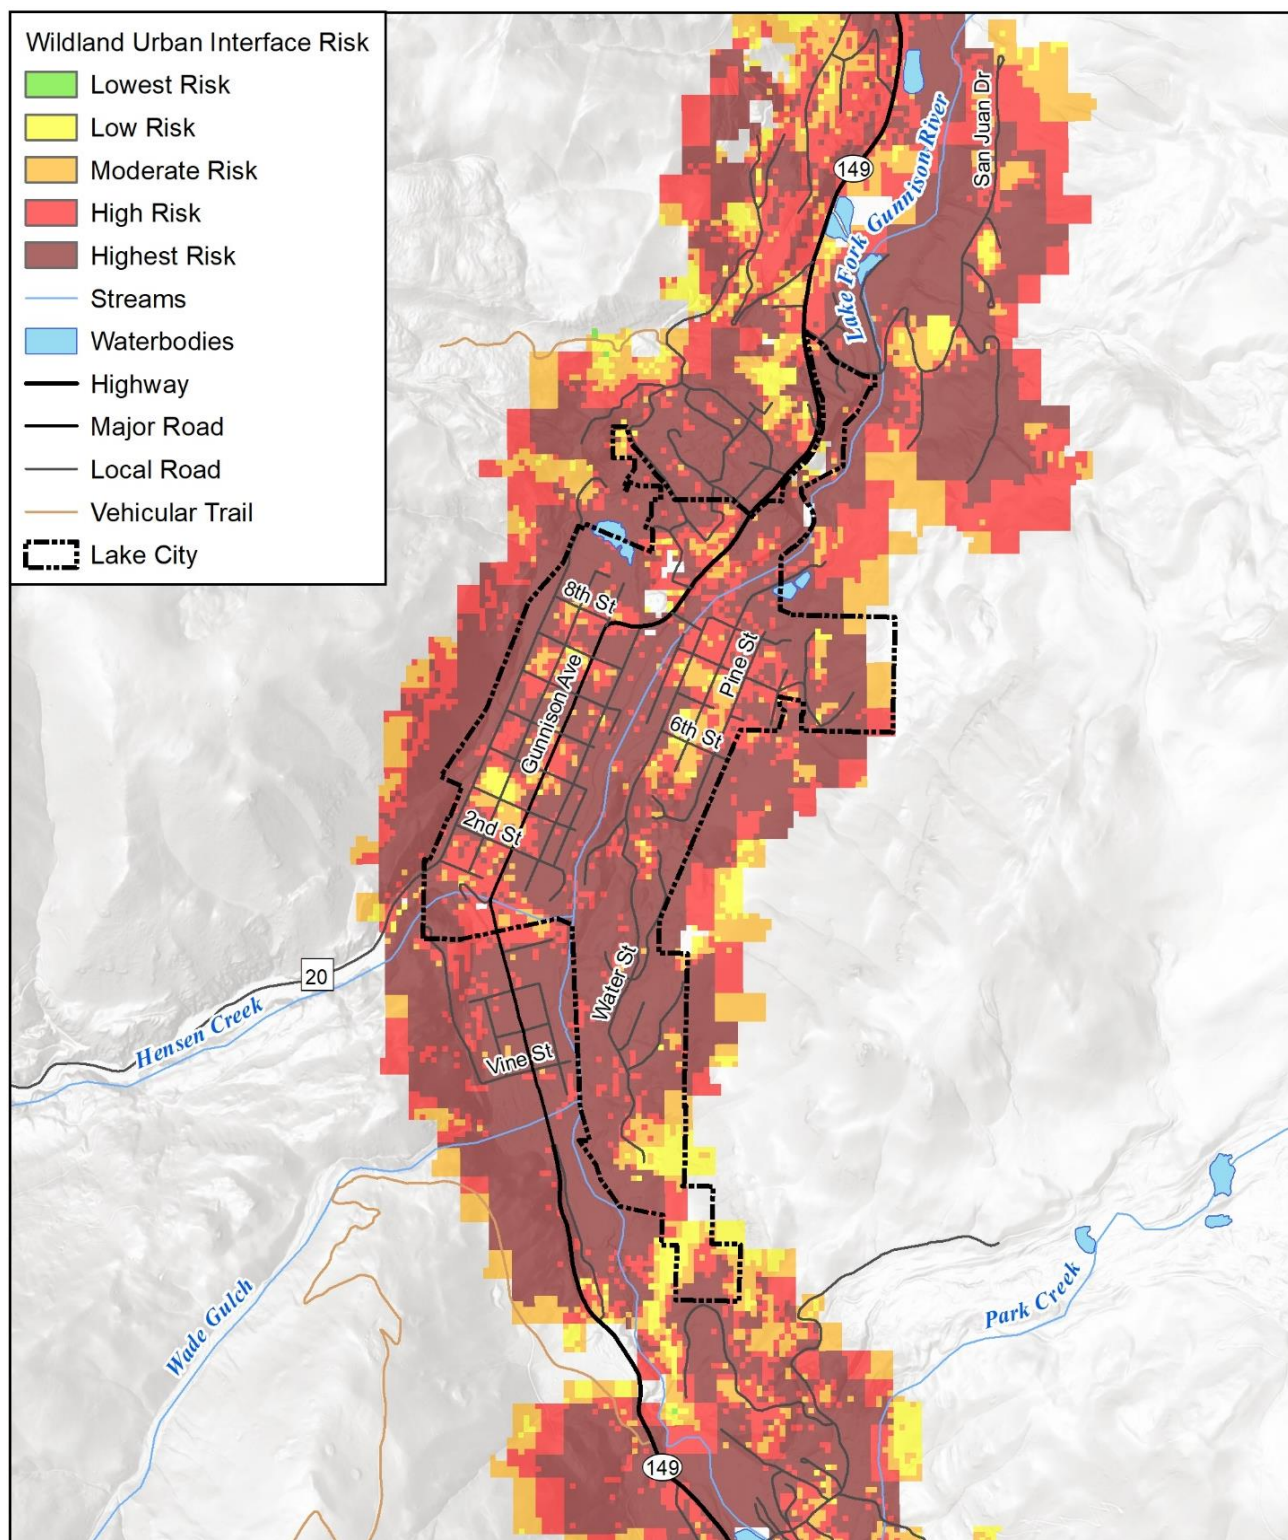 Wildland Urban Interface Risk
Lowest Risk
Low Risk
Moderate Risk
High Risk
Highest Risk
Streams
Waterbodies
Highway
Major Road
Local Road
Vehicular Trail
Lake City
San Juan Dr
149
Lake Fork Gunnison River
8th St
Gunnison Ave
Pine St
6th St
2nd St
20
Hensen Creek
Water St
Vine St
Wade Gulch
Park Creek
149